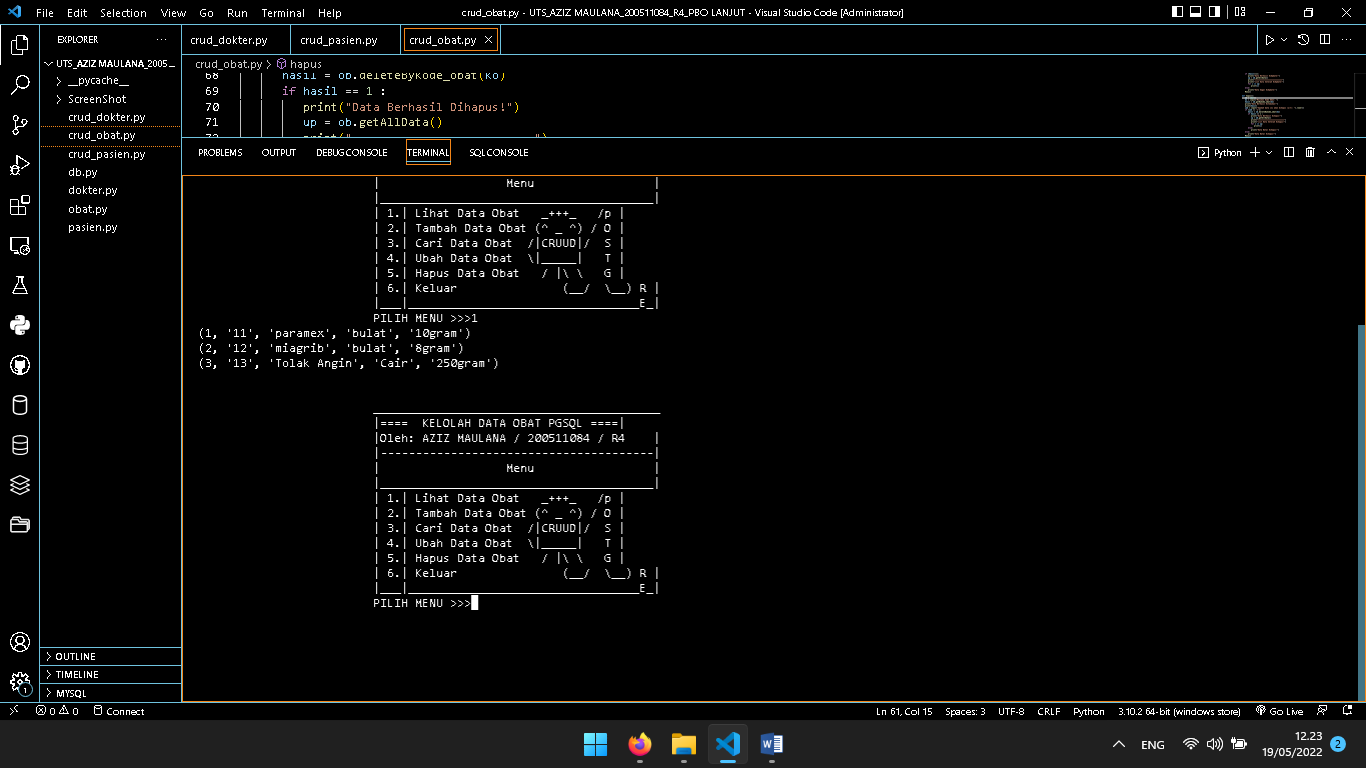 File Edit Selection View Go Run Terminal Help
crud_obat.py - UTS_AZIZ MAULANA_200511084_R4_PBO LANJUT - Visual Studio Code [Administrator]
EXPLORER
UTS_AZIZ MAULANA_2005...
__pycache__
ScreenShot
crud_dokter.py
crud_obat.py
crud_pasien.py
db.py
dokter.py
obat.py
pasien.py
OUTLINE
TIMELINE
MYSQL
crud_dokter.py crud_pasien.py crud_obat.py
crud_obat.py > hapus
68 hasil = ob.deleteByKode_obat(Ko)
69 if hasil == 1 :
70 print("Data Berhasil Dihapus!")
71 up = ob.getAllData()
PROBLEMS OUTPUT DEBUG CONSOLE TERMINAL SQL CONSOLE
Python
| Menu |
|_______________________________________|
| 1.| Lihat Data Obat _+++_ /p |
| 2.| Tambah Data Obat (^ _ ^) / O |
| 3.| Cari Data Obat /|CRUUD|/ S |
| 4.| Ubah Data Obat \|_____| T |
| 5.| Hapus Data Obat / |\ \ G |
| 6.| Keluar (__/ \__) R |
|___|_________________________________E_|
PILIH MENU >>>1
(1, '11', 'paramex', 'bulat', '10gram')
(2, '12', 'miagrib', 'bulat', '8gram')
(3, '13', 'Tolak Angin', 'Cair', '250gram')
_________________________________________
|==== KELOLAH DATA OBAT PGSQL ====|
|Oleh: AZIZ MAULANA / 200511084 / R4 |
|---------------------------------------|
| Menu |
|_______________________________________|
| 1.| Lihat Data Obat _+++_ /p |
| 2.| Tambah Data Obat (^ _ ^) / O |
| 3.| Cari Data Obat /|CRUUD|/ S |
| 4.| Ubah Data Obat \|_____| T |
| 5.| Hapus Data Obat / |\ \ G |
| 6.| Keluar (__/ \__) R |
|___|_________________________________E_|
PILIH MENU >>>
0 0 Connect
Ln 61, Col 15 Spaces: 3 UTF-8 CRLF Python 3.10.2 64-bit (windows store) Go Live
1
ENG
12.23
19/05/2022
2